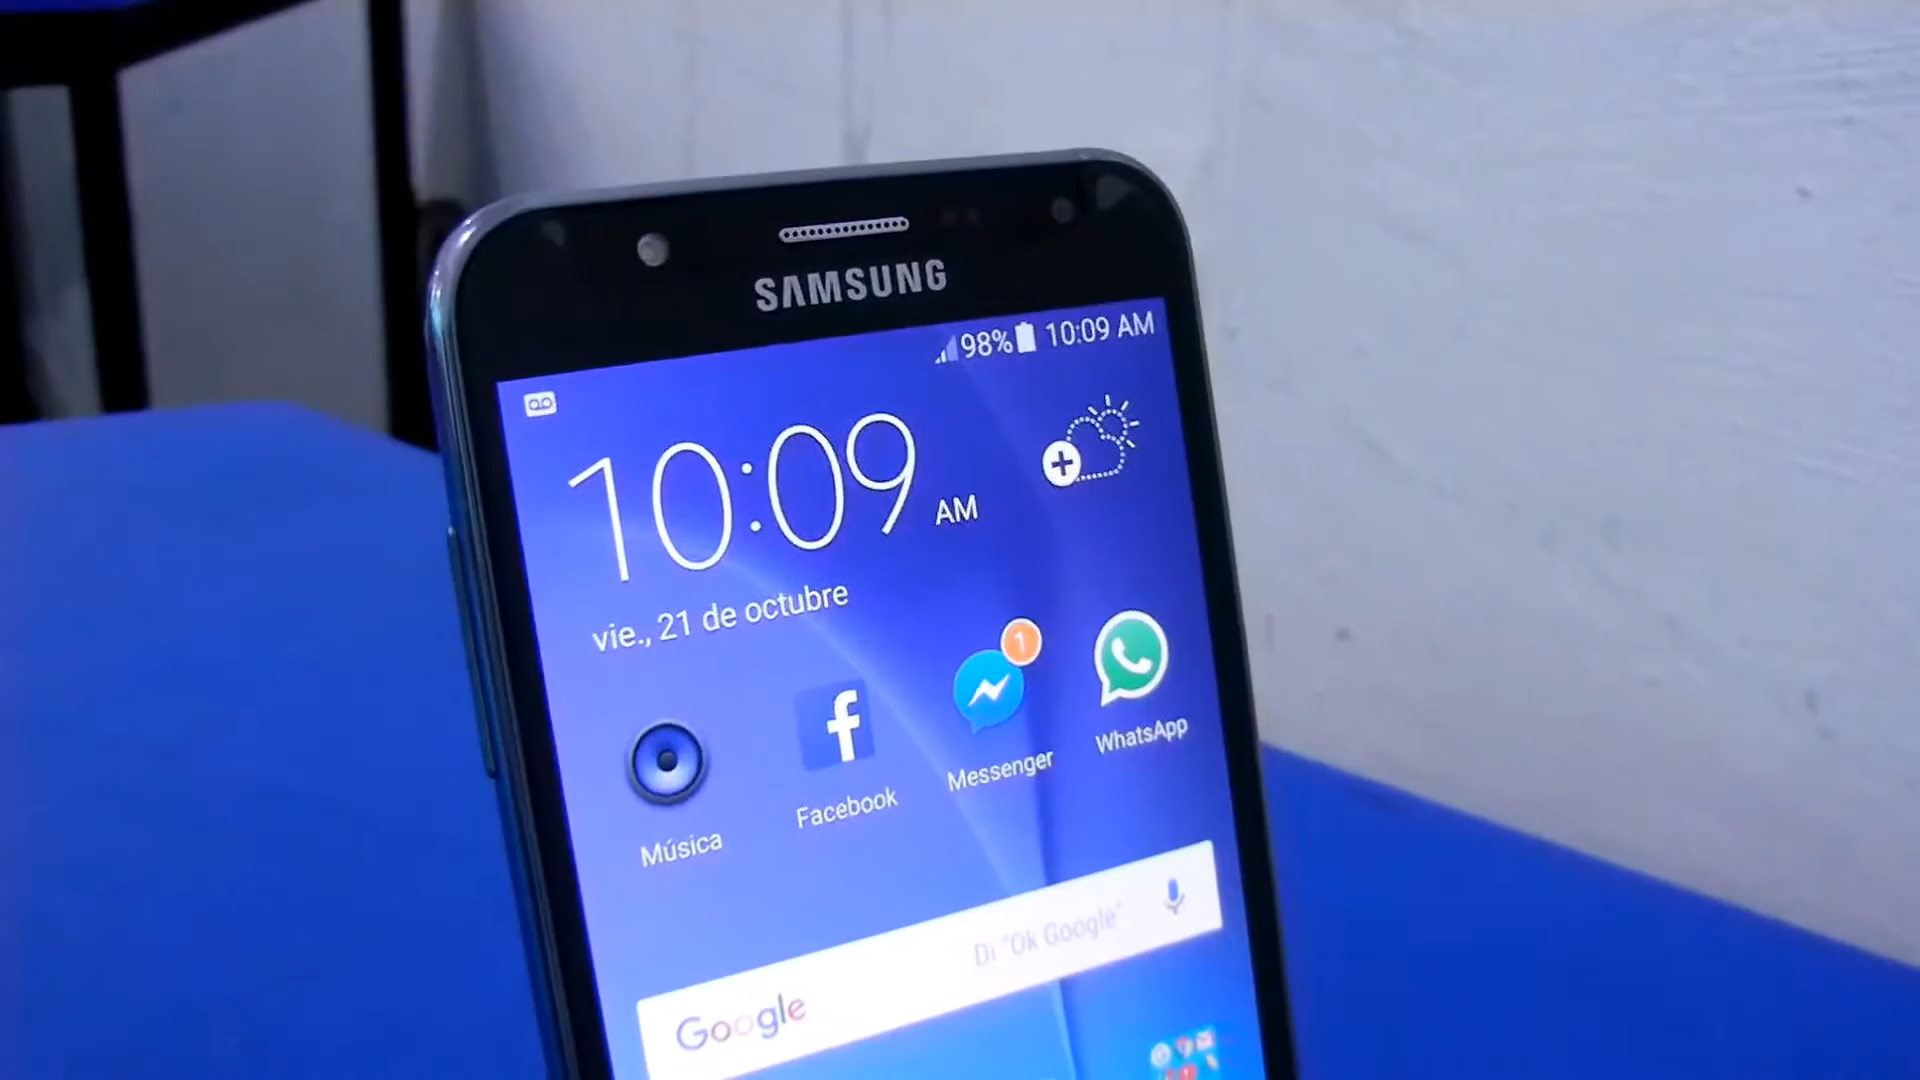 SAMSUNG
98% 10:09 AM
10:09 AM
vie., 21 de octubre
1
Música
Facebook
Messenger
WhatsApp
Google
Di "Ok Google"